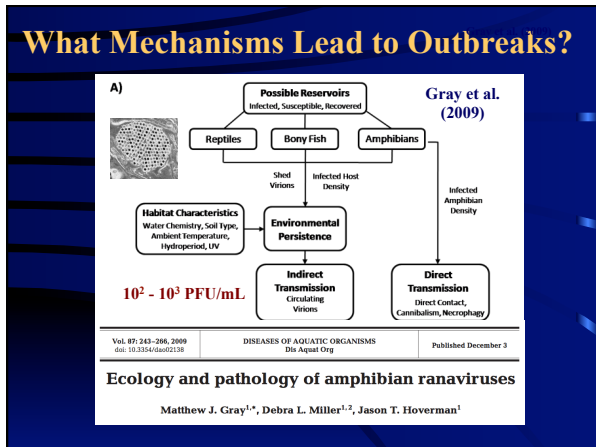 What Mechanisms Lead to Outbreaks?
A)
Possible Reservoirs
Infected, Susceptible, Recovered
Gray et al.
(2009)
Reptiles
Bony Fish
Amphibians
Shed
Virions
Infected Host
Density
Infected
Amphibian
Density
Habitat Characteristics
Water Chemistry, Soil Type,
Ambient Temperature,
Hydroperiod, UV
Environmental
Persistence
Indirect
Transmission
Circulating
Virions
Direct
Transmission
Direct Contact,
Cannibalism, Necrophagy
10² - 10³ PFU/mL
Vol. 87: 243–266, 2009
doi: 10.3354/dao02138
DISEASES OF AQUATIC ORGANISMS
Dis Aquat Org
Published December 3
Ecology and pathology of amphibian ranaviruses
Matthew J. Gray¹,*, Debra L. Miller¹,², Jason T. Hoverman¹